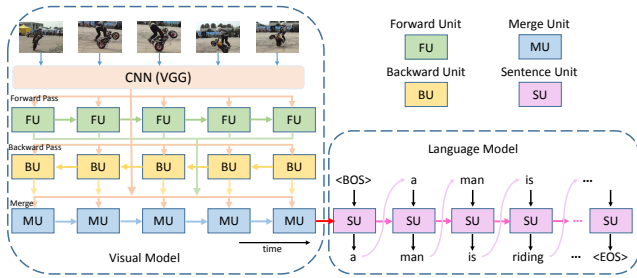 Forward Unit
Merge Unit
FU
MU
Backward Unit
Sentence Unit
BU
SU
CNN (VGG)
Forward Pass
FU FU FU FU FU
Backward Pass
BU BU BU BU BU
Merge
MU MU MU MU MU
time
Visual Model
Language Model
<BOS> a man is ...
SU SU SU SU ... SU
a man is riding ... <EOS>